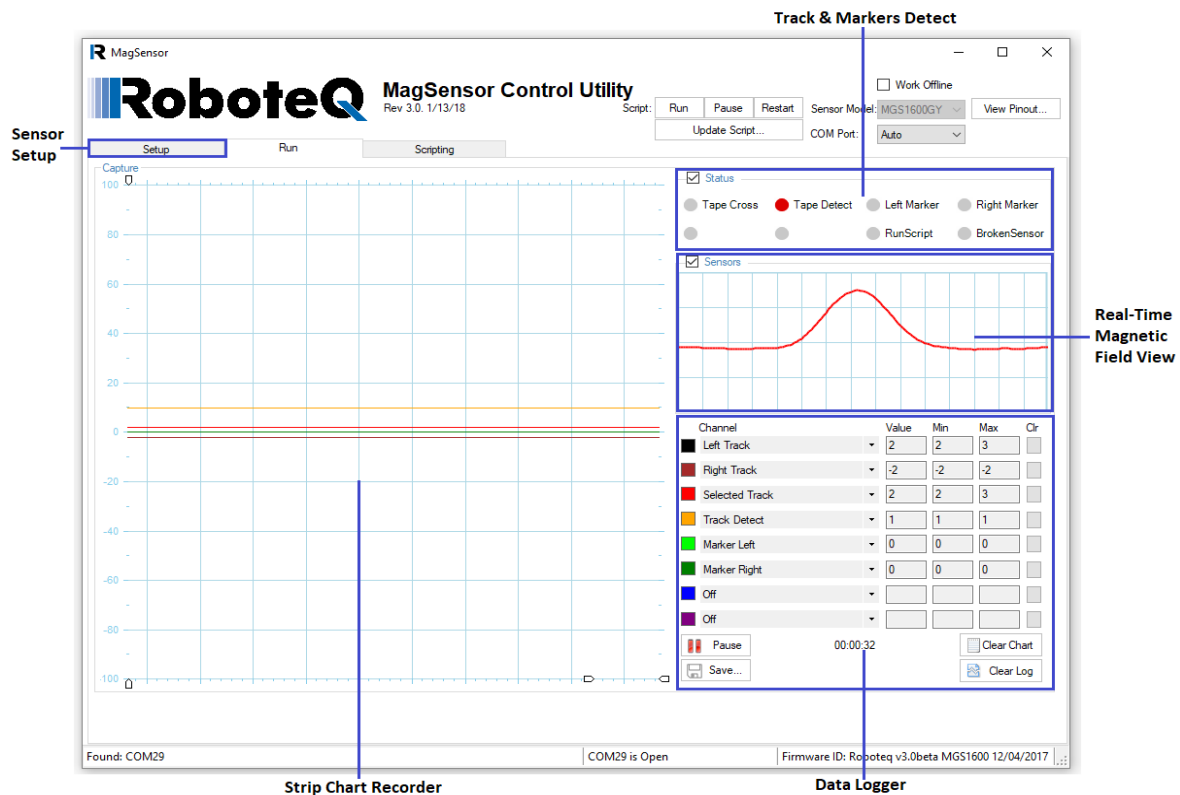 Track & Markers Detect
MagSensor
RoboteQ
MagSensor Control Utility
Rev 3.0. 1/13/18
Work Offline
Script: Run Pause Restart
Sensor Model: MGS1600GY View Pinout...
Update Script...
COM Port: Auto
Sensor
Setup
Setup Run Scripting
Capture
100
80
60
40
20
0
-20
-40
-60
-80
-100
Status
Tape Cross Tape Detect Left Marker Right Marker
RunScript BrokenSensor
Sensors
Real-Time
Magnetic
Field View
Channel Value Min Max Clr
Left Track 2 2 3
Right Track -2 -2 -2
Selected Track 2 2 3
Track Detect 1 1 1
Marker Left 0 0 0
Marker Right 0 0 0
Off
Off
Pause 00:00:32 Clear Chart
Save... Clear Log
Found: COM29 COM29 is Open Firmware ID: Roboteq v3.0beta MGS1600 12/04/2017
Strip Chart Recorder
Data Logger